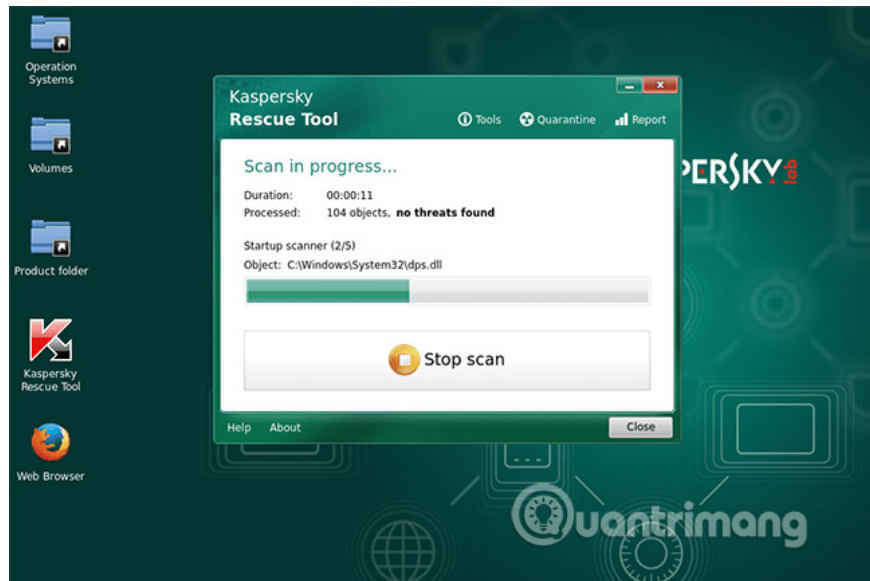 Operation
Systems
Volumes
Product folder
Kaspersky
Rescue Tool
Web Browser
Kaspersky
Rescue Tool
Tools
Quarantine
Report
Scan in progress...
Duration: 00:00:11
Processed: 104 objects, no threats found
Startup scanner (2/5)
Object: C:\Windows\System32\dps.dll
Stop scan
Help About
Close
PERSKY lab
Quantrimang